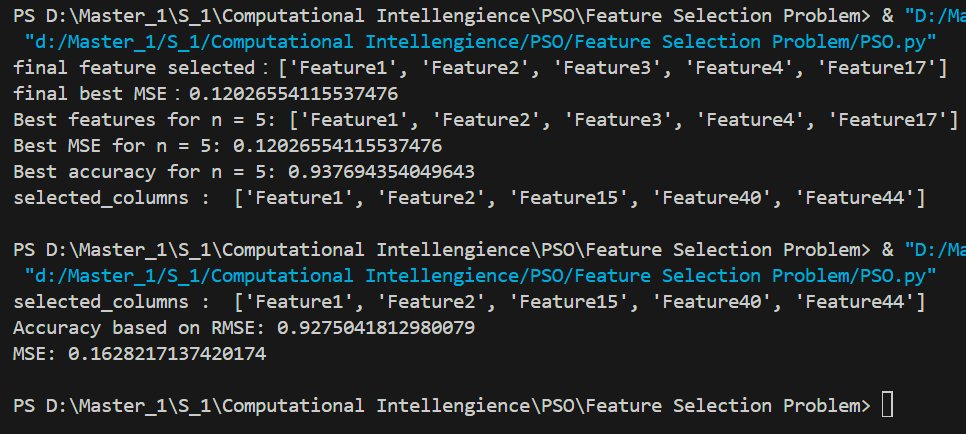 PS D:\Master_1\S_1\Computational Intellengience\PSO\Feature Selection Problem> & "D:/Ma
"d:/Master_1/S_1/Computational Intellengience/PSO/Feature Selection Problem/PSO.py"
final feature selected : ['Feature1', 'Feature2', 'Feature3', 'Feature4', 'Feature17']
final best MSE : 0.12026554115537476
Best features for n = 5: ['Feature1', 'Feature2', 'Feature3', 'Feature4', 'Feature17']
Best MSE for n = 5: 0.12026554115537476
Best accuracy for n = 5: 0.937694354049643
selected_columns :  ['Feature1', 'Feature2', 'Feature15', 'Feature40', 'Feature44']
PS D:\Master_1\S_1\Computational Intellengience\PSO\Feature Selection Problem> & "D:/Ma
"d:/Master_1/S_1/Computational Intellengience/PSO/Feature Selection Problem/PSO.py"
selected_columns :  ['Feature1', 'Feature2', 'Feature15', 'Feature40', 'Feature44']
Accuracy based on RMSE: 0.9275041812980079
MSE: 0.1628217137420174
PS D:\Master_1\S_1\Computational Intellengience\PSO\Feature Selection Problem>